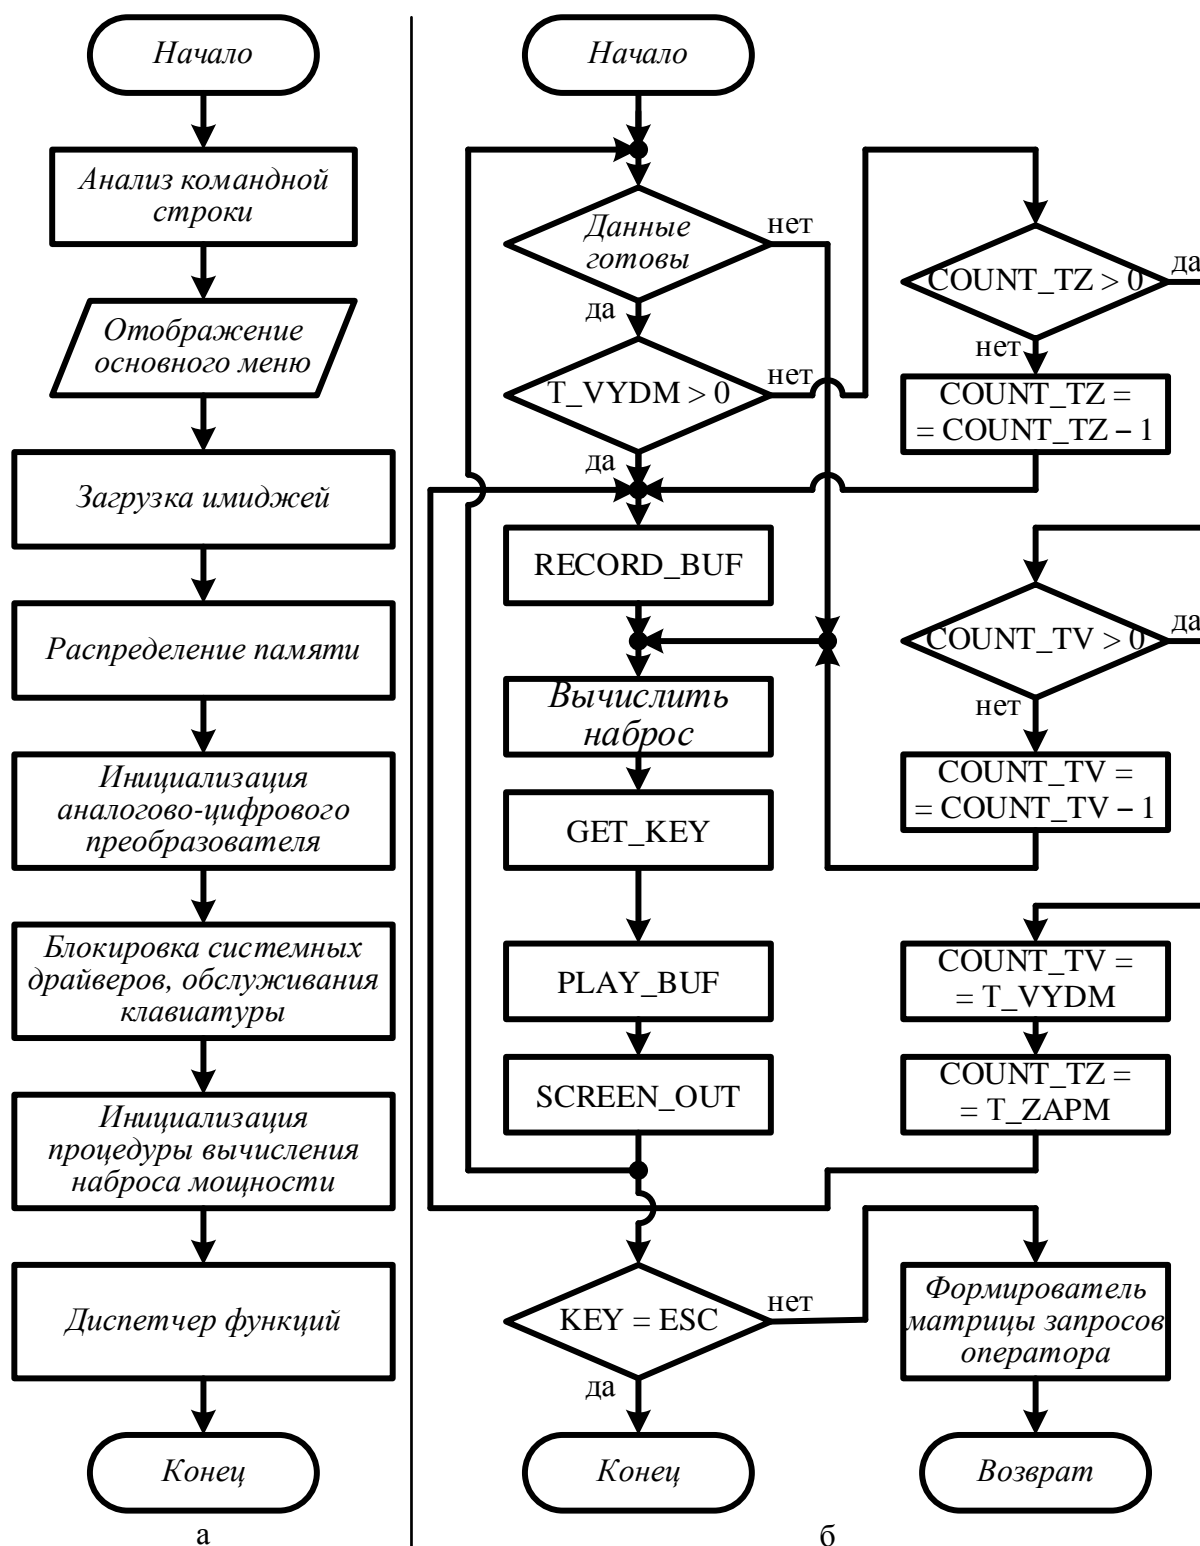 Начало
Анализ командной
строки
Отображение
основного меню
Загрузка имиджей
Распределение памяти
Инициализация
аналогово-цифрового
преобразователя
Блокировка системных
драйверов, обслуживания
клавиатуры
Инициализация
процедуры вычисления
наброса мощности
Диспетчер функций
Конец
а
Начало
Данные
готовы
нет
да
T_VYDM > 0
нет
да
RECORD_BUF
Вычислить
наброс
GET_KEY
PLAY_BUF
SCREEN_OUT
KEY = ESC
нет
да
Конец
COUNT_TZ > 0
да
нет
COUNT_TZ =
= COUNT_TZ – 1
COUNT_TV > 0
да
нет
COUNT_TV =
= COUNT_TV – 1
COUNT_TV =
= T_VYDM
COUNT_TZ =
= T_ZAPM
Формирователь
матрицы запросов
оператора
Возврат
б